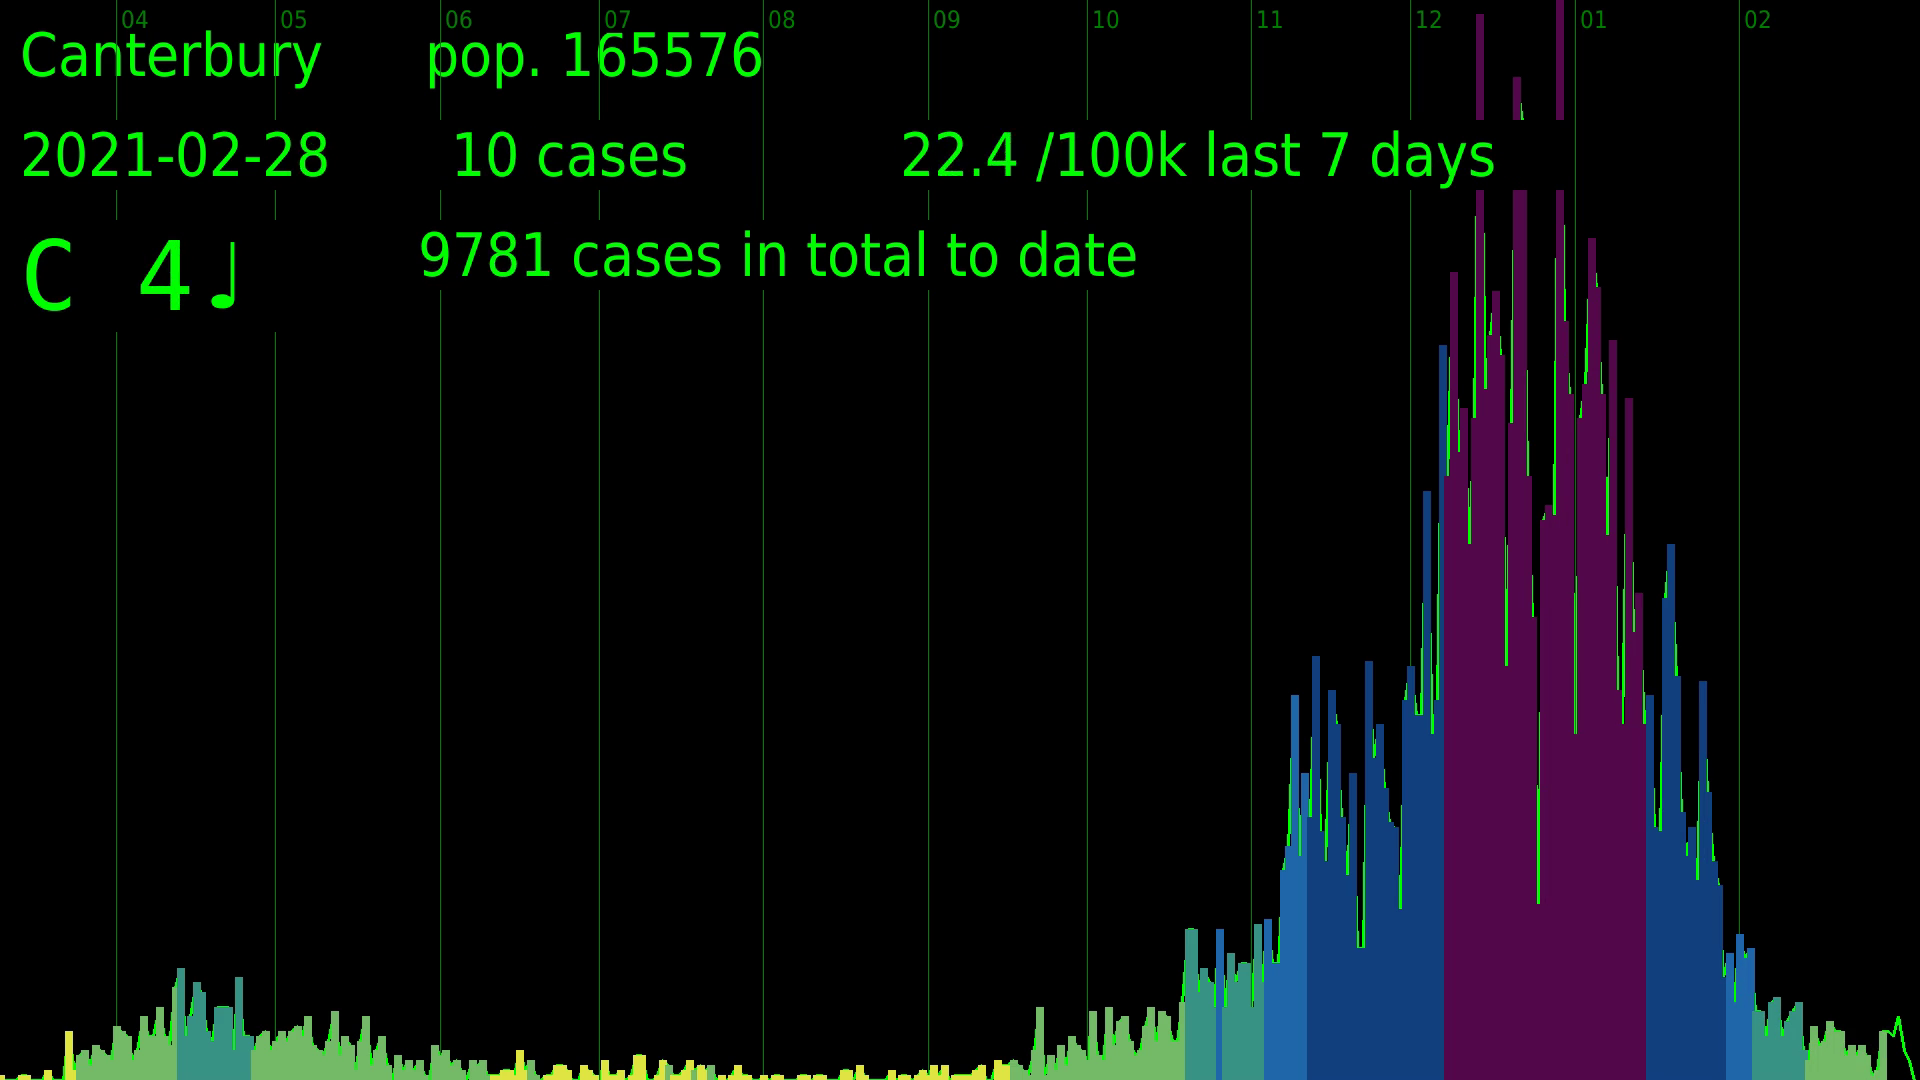 04 05 06 07 08 09 10 11 12 01 02
Canterbury pop. 165576
2021-02-28 10 cases 22.4 /100k last 7 days
C 4♩ 9781 cases in total to date